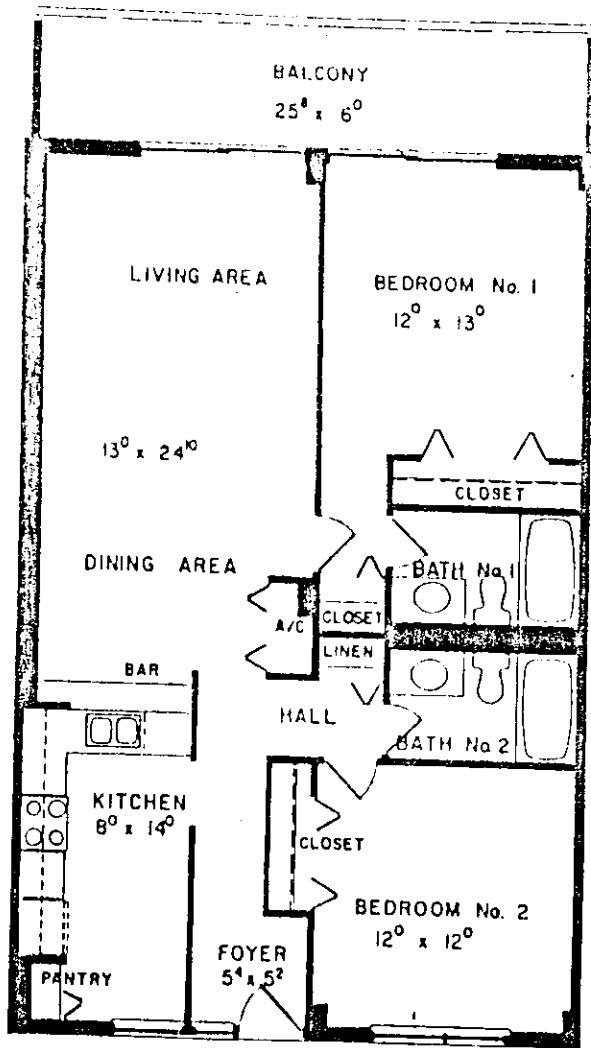 BALCONY
25⁸ x 6⁰
LIVING AREA
BEDROOM No. 1
12⁰ x 13⁰
13⁰ x 24¹⁰
CLOSET
DINING AREA
BATH No. 1
A/C
CLOSET
LINEN
BAR
HALL
BATH No. 2
KITCHEN
8⁰ x 14⁰
CLOSET
BEDROOM No. 2
12⁰ x 12⁰
FOYER
5⁴ x 5²
PANTRY